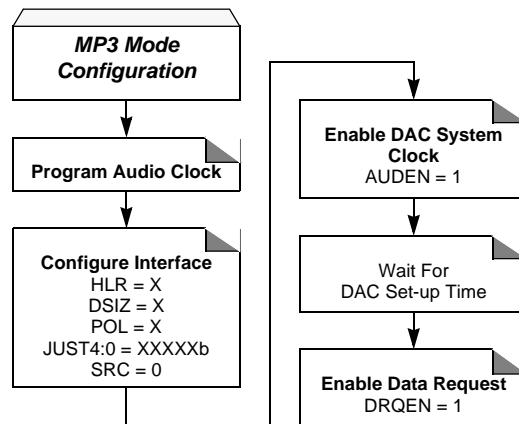 MP3 Mode
Configuration
Program Audio Clock
Configure Interface
HLR = X
DSIZ = X
POL = X
JUST4:0 = XXXXXb
SRC = 0
Enable DAC System
Clock
AUDEN = 1
Wait For
DAC Set-up Time
Enable Data Request
DRQEN = 1